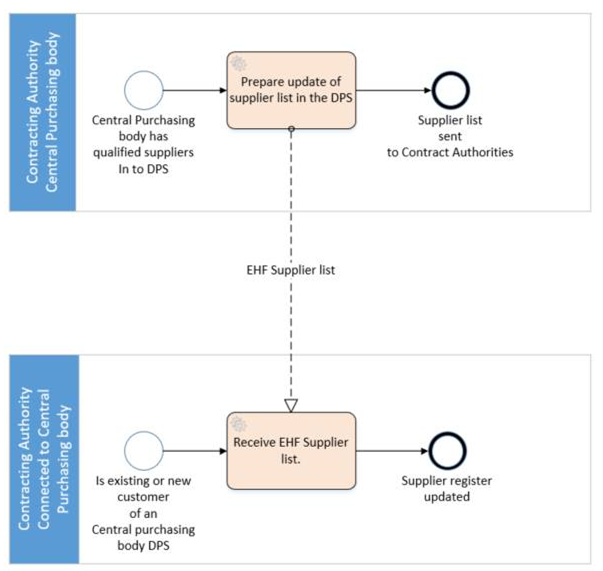 Contracting Authority
Central Purchasing body
Prepare update of
supplier list in the DPS
Central Purchasing
body has
qualified suppliers
In to DPS
Supplier list
sent
to Contract Authorities
EHF Supplier list
Contracting Authority
Connected to Central
Purchasing body
Receive EHF Supplier
list.
Is existing or new
customer
of an
Central purchasing
body DPS
Supplier register
updated